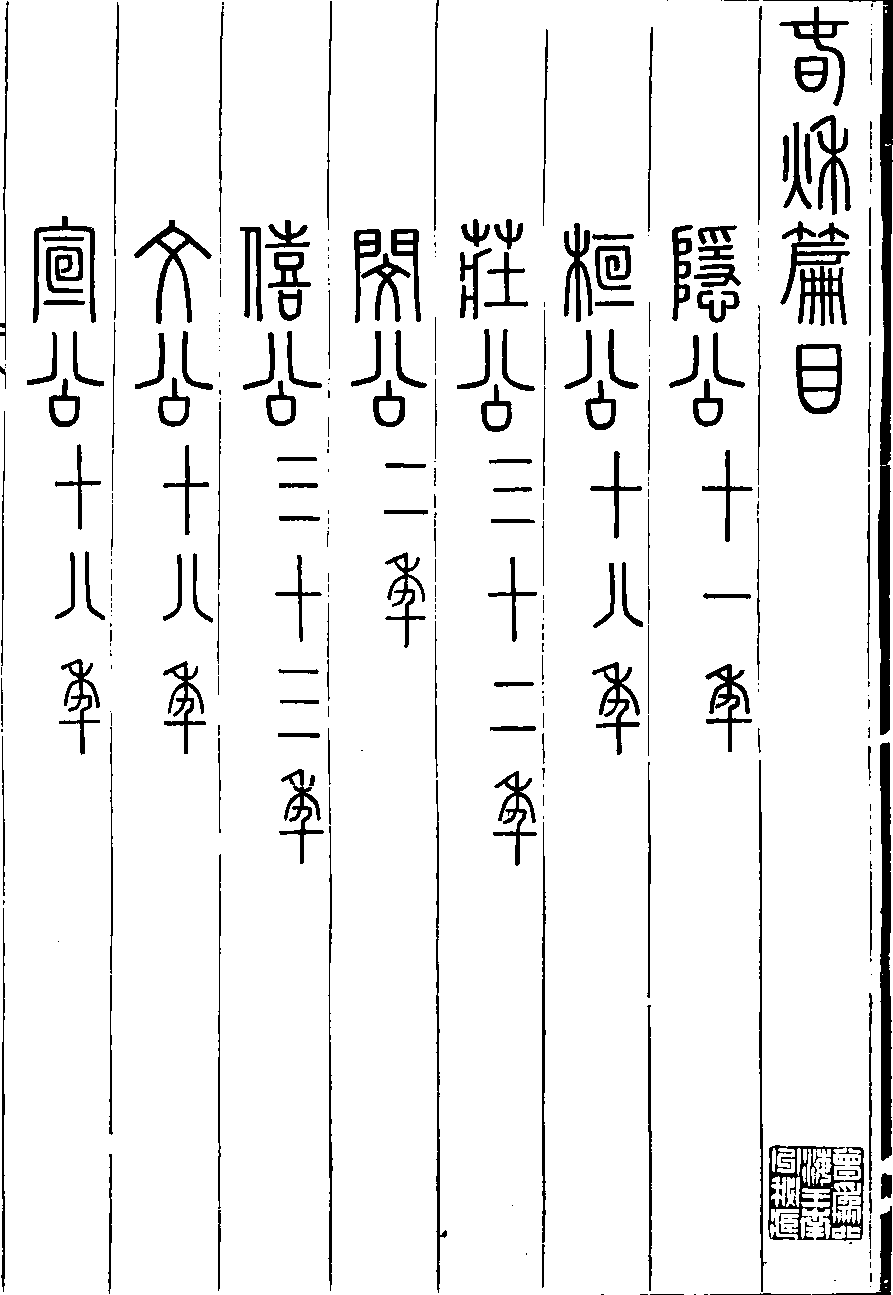 春秋篇目
隱公十一年
桓公十八年
莊公三十二年
閔公二年
僖公三十三年
文公十八年
宣公十八年